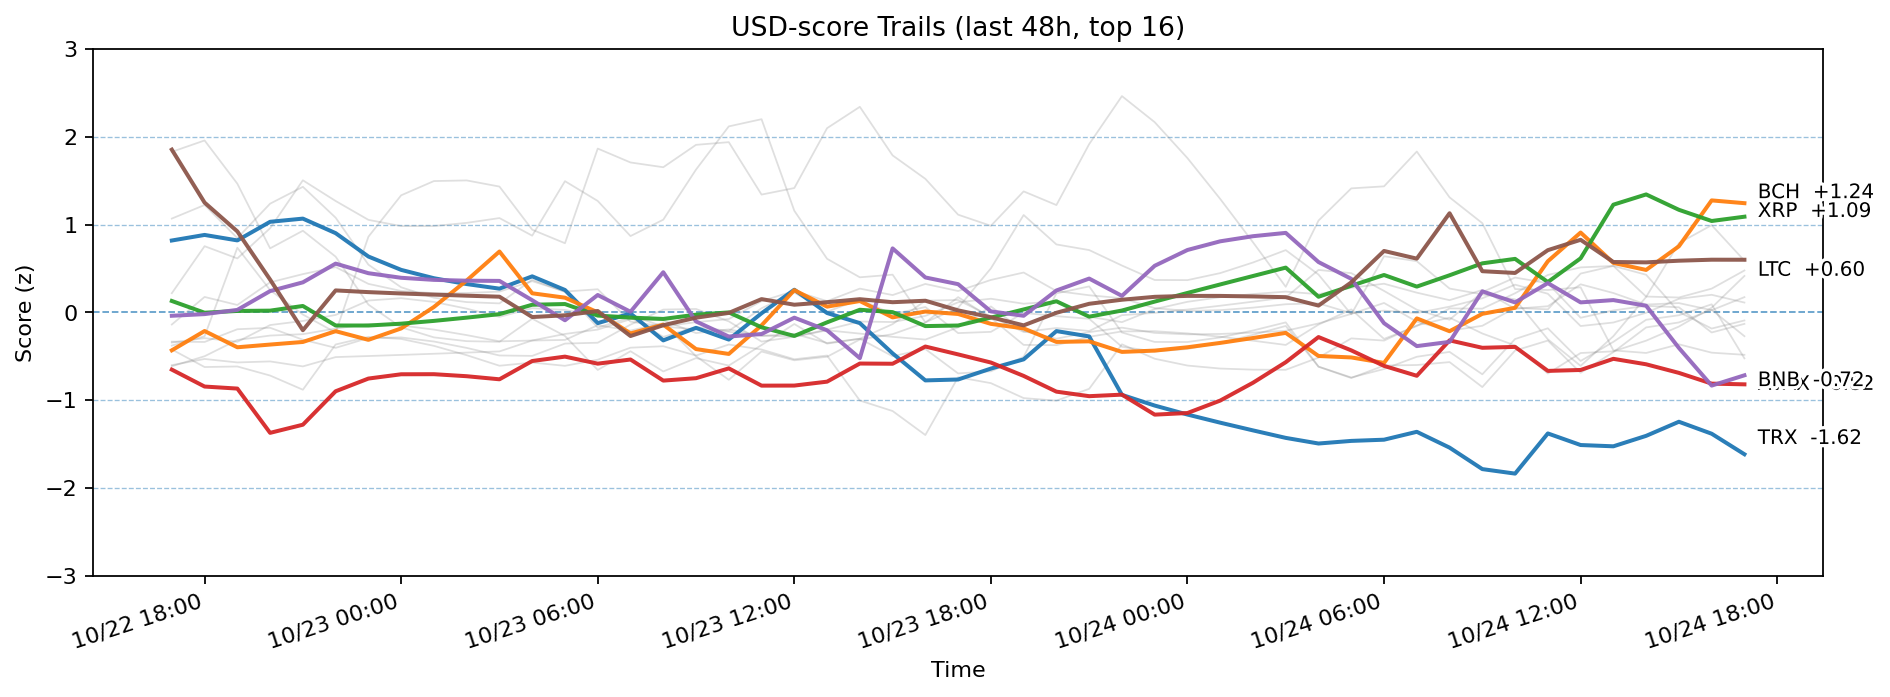 USD-score Trails (last 48h, top 16)
Score (z)
3
2
1
0
−1
−2
−3
BCH +1.24
XRP +1.09
LTC +0.60
BNB -0.72
TRX -1.62
10/22 18:00
10/23 00:00
10/23 06:00
10/23 12:00
10/23 18:00
10/24 00:00
10/24 06:00
10/24 12:00
10/24 18:00
Time